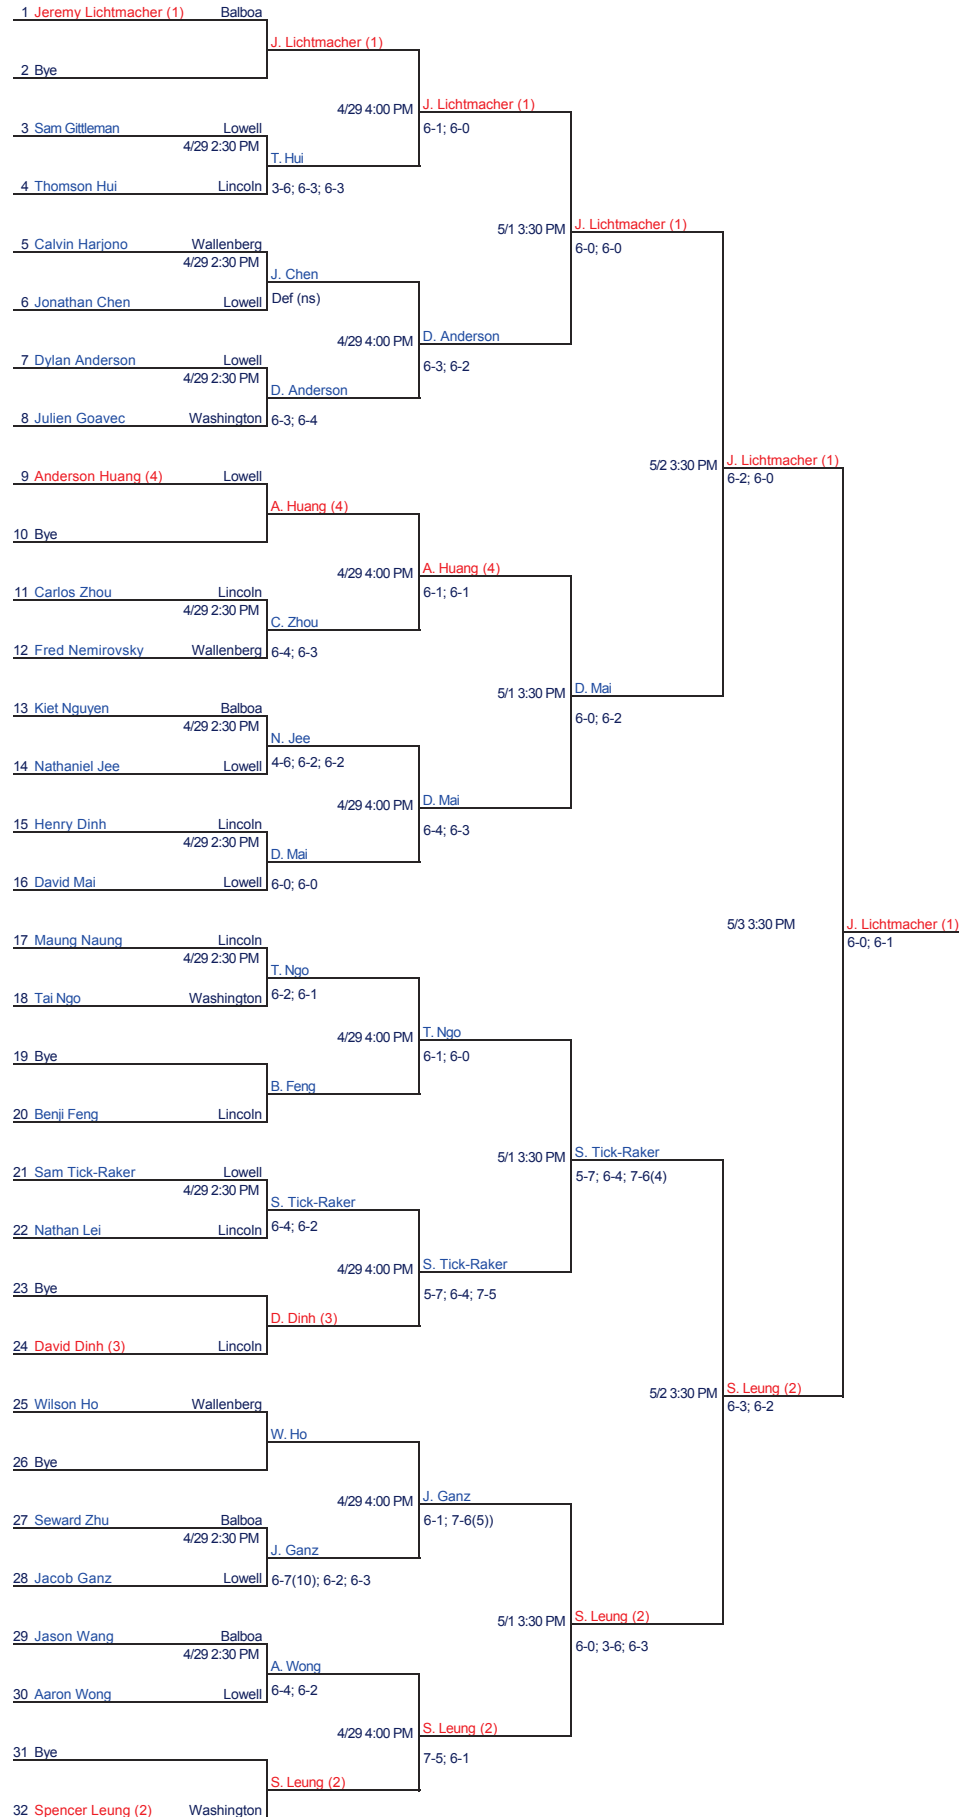 1 Jeremy Lichtmacher (1) Balboa
J. Lichtmacher (1)
2 Bye
4/29 4:00 PM J. Lichtmacher (1)
6-1; 6-0
3 Sam Gittleman Lowell
4/29 2:30 PM T. Hui
4 Thomson Hui Lincoln 3-6; 6-3; 6-3
5/1 3:30 PM J. Lichtmacher (1)
6-0; 6-0
5 Calvin Harjono Wallenberg
4/29 2:30 PM J. Chen
6 Jonathan Chen Lowell Def (ns)
4/29 4:00 PM D. Anderson
6-3; 6-2
7 Dylan Anderson Lowell
4/29 2:30 PM D. Anderson
8 Julien Goavec Washington 6-3; 6-4
5/2 3:30 PM J. Lichtmacher (1)
6-2; 6-0
9 Anderson Huang (4) Lowell
A. Huang (4)
10 Bye
4/29 4:00 PM A. Huang (4)
6-1; 6-1
11 Carlos Zhou Lincoln
4/29 2:30 PM C. Zhou
12 Fred Nemirovsky Wallenberg 6-4; 6-3
5/1 3:30 PM D. Mai
6-0; 6-2
13 Kiet Nguyen Balboa
4/29 2:30 PM N. Jee
14 Nathaniel Jee Lowell 4-6; 6-2; 6-2
4/29 4:00 PM D. Mai
6-4; 6-3
15 Henry Dinh Lincoln
4/29 2:30 PM D. Mai
16 David Mai Lowell 6-0; 6-0
5/3 3:30 PM J. Lichtmacher (1)
6-0; 6-1
17 Maung Naung Lincoln
4/29 2:30 PM T. Ngo
18 Tai Ngo Washington 6-2; 6-1
4/29 4:00 PM T. Ngo
6-1; 6-0
19 Bye
B. Feng
20 Benji Feng Lincoln
5/1 3:30 PM S. Tick-Raker
5-7; 6-4; 7-6(4)
21 Sam Tick-Raker Lowell
4/29 2:30 PM S. Tick-Raker
22 Nathan Lei Lincoln 6-4; 6-2
4/29 4:00 PM S. Tick-Raker
5-7; 6-4; 7-5
23 Bye
D. Dinh (3)
24 David Dinh (3) Lincoln
5/2 3:30 PM S. Leung (2)
6-3; 6-2
25 Wilson Ho Wallenberg
W. Ho
26 Bye
4/29 4:00 PM J. Ganz
6-1; 7-6(5))
27 Seward Zhu Balboa
4/29 2:30 PM J. Ganz
28 Jacob Ganz Lowell 6-7(10); 6-2; 6-3
5/1 3:30 PM S. Leung (2)
6-0; 3-6; 6-3
29 Jason Wang Balboa
4/29 2:30 PM A. Wong
30 Aaron Wong Lowell 6-4; 6-2
4/29 4:00 PM S. Leung (2)
7-5; 6-1
31 Bye
S. Leung (2)
32 Spencer Leung (2) Washington